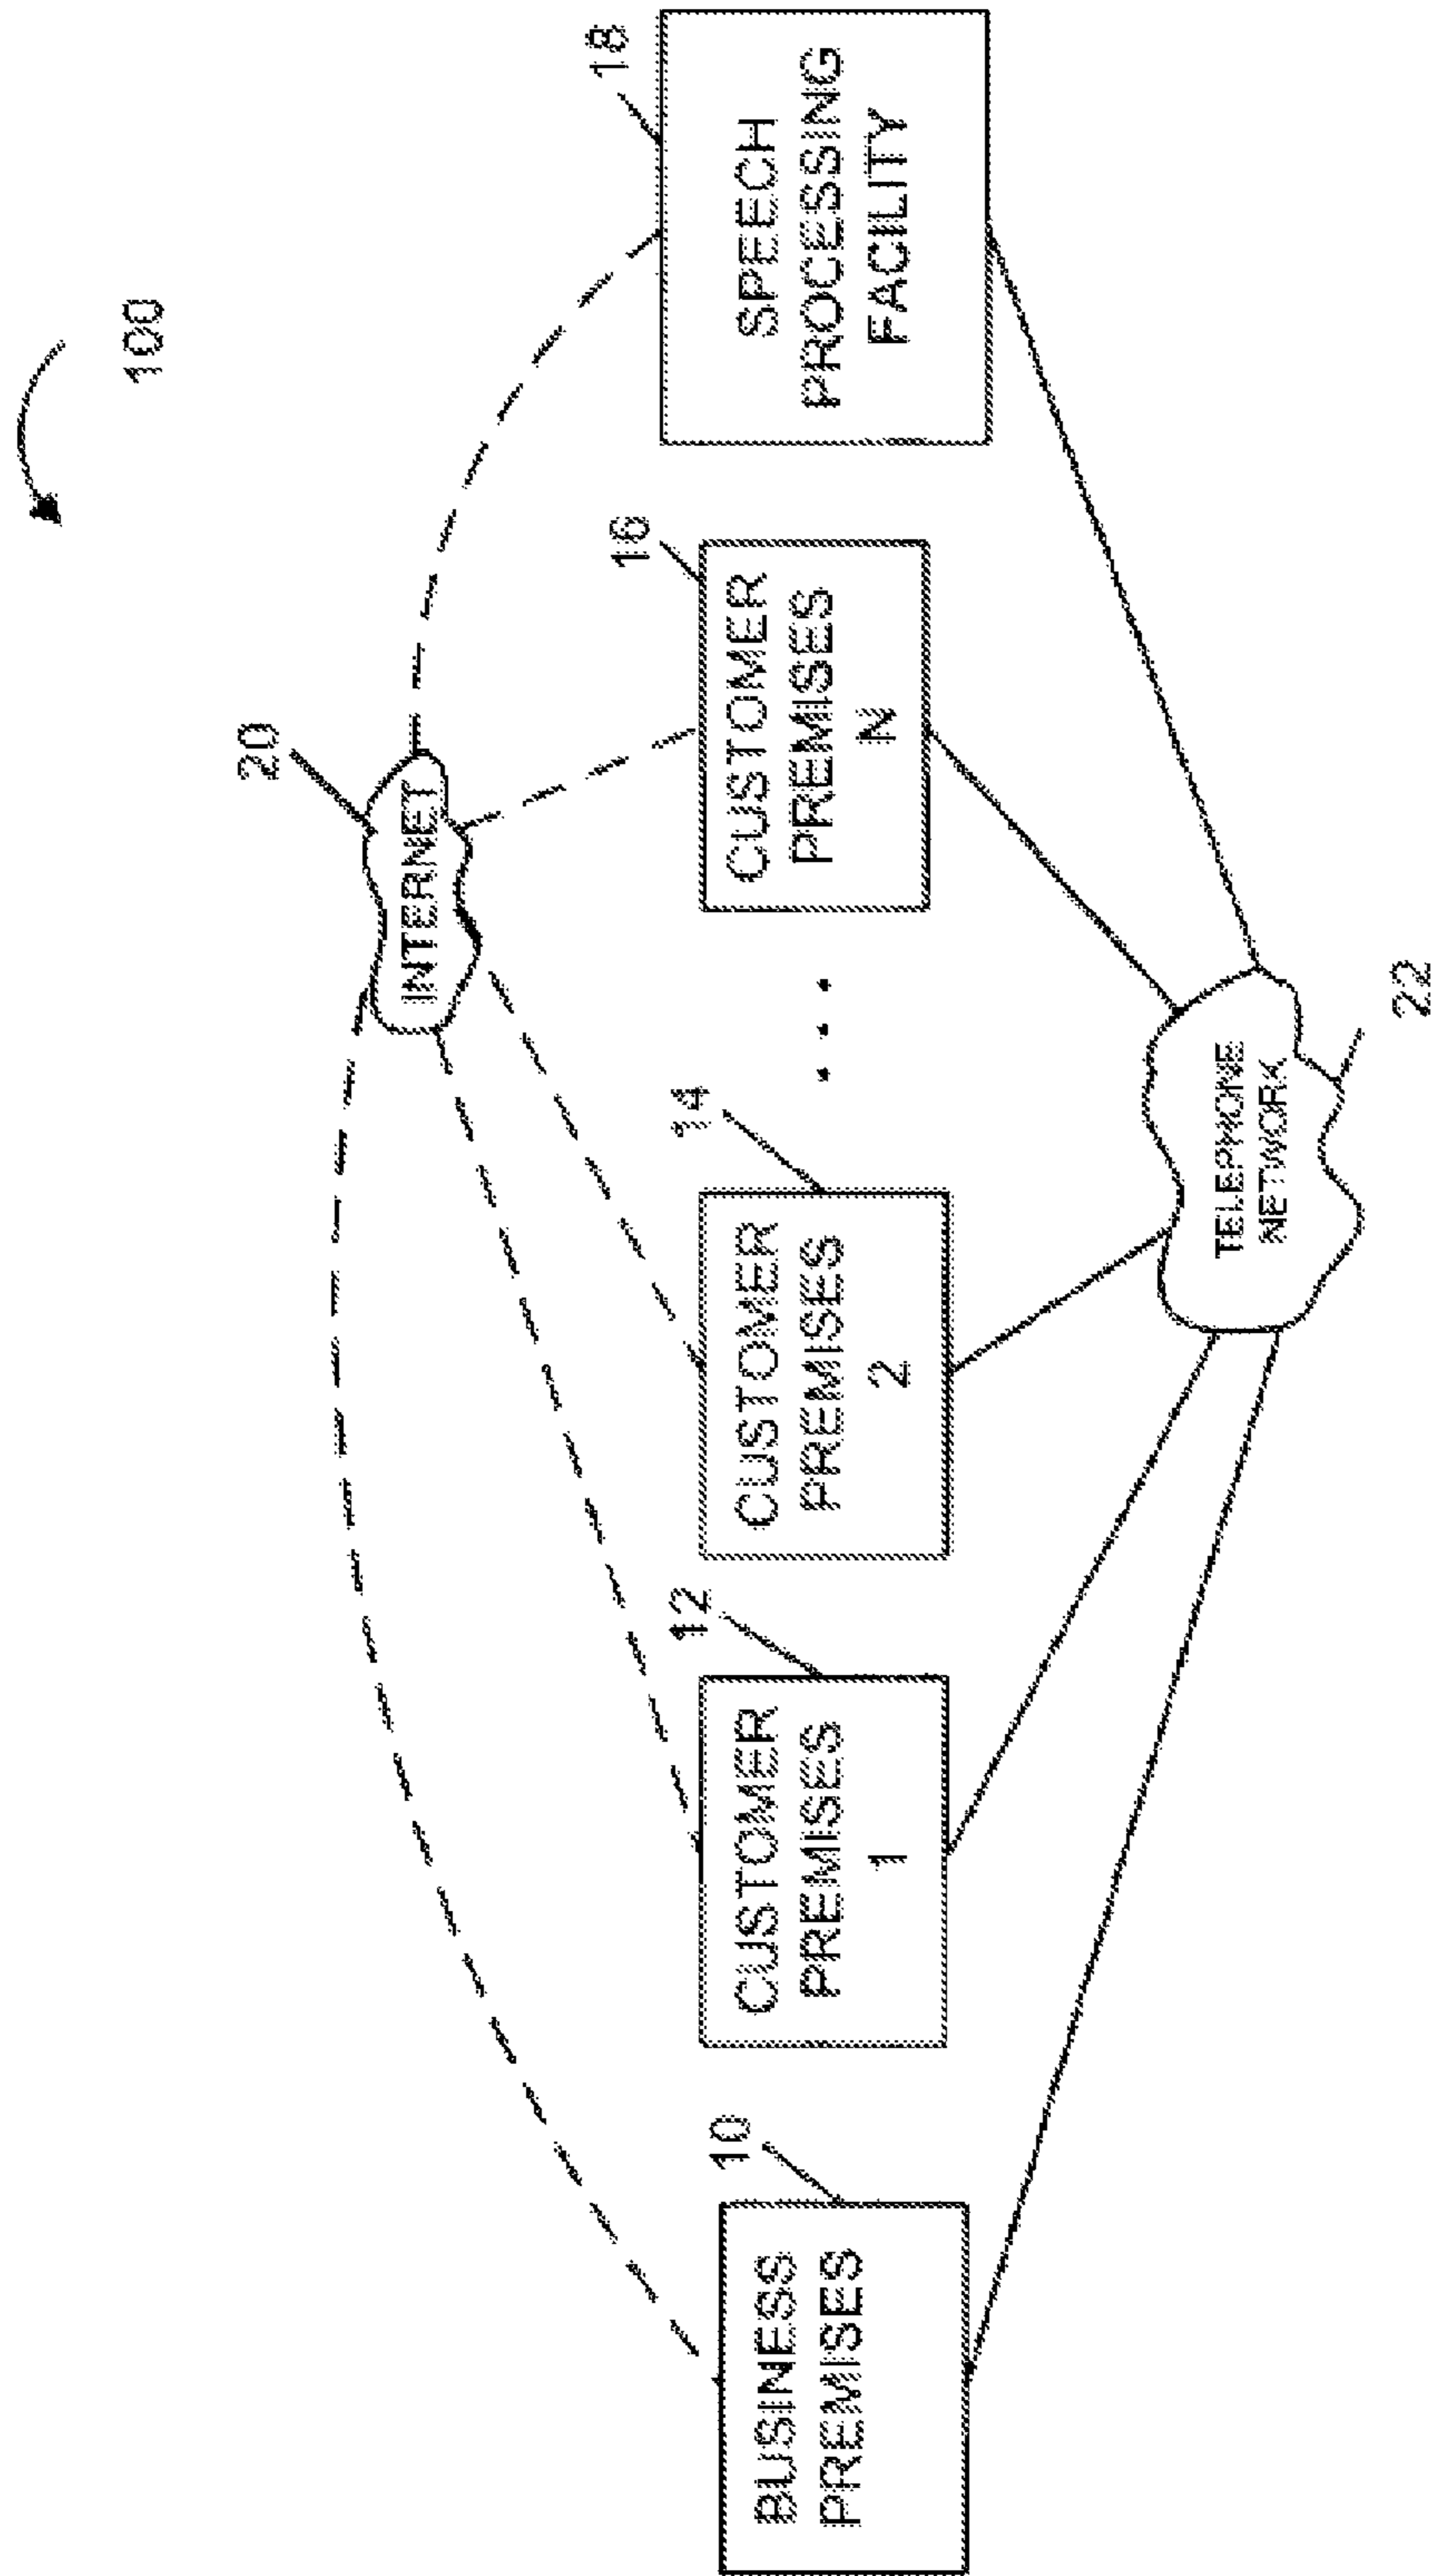 100
20
INTERNET
10
BUSINESS
PREMISES
12
CUSTOMER
PREMISES
1
14
CUSTOMER
PREMISES
2
. . .
16
CUSTOMER
PREMISES
N
18
SPEECH
PROCESSING
FACILITY
TELEPHONE
NETWORK
22